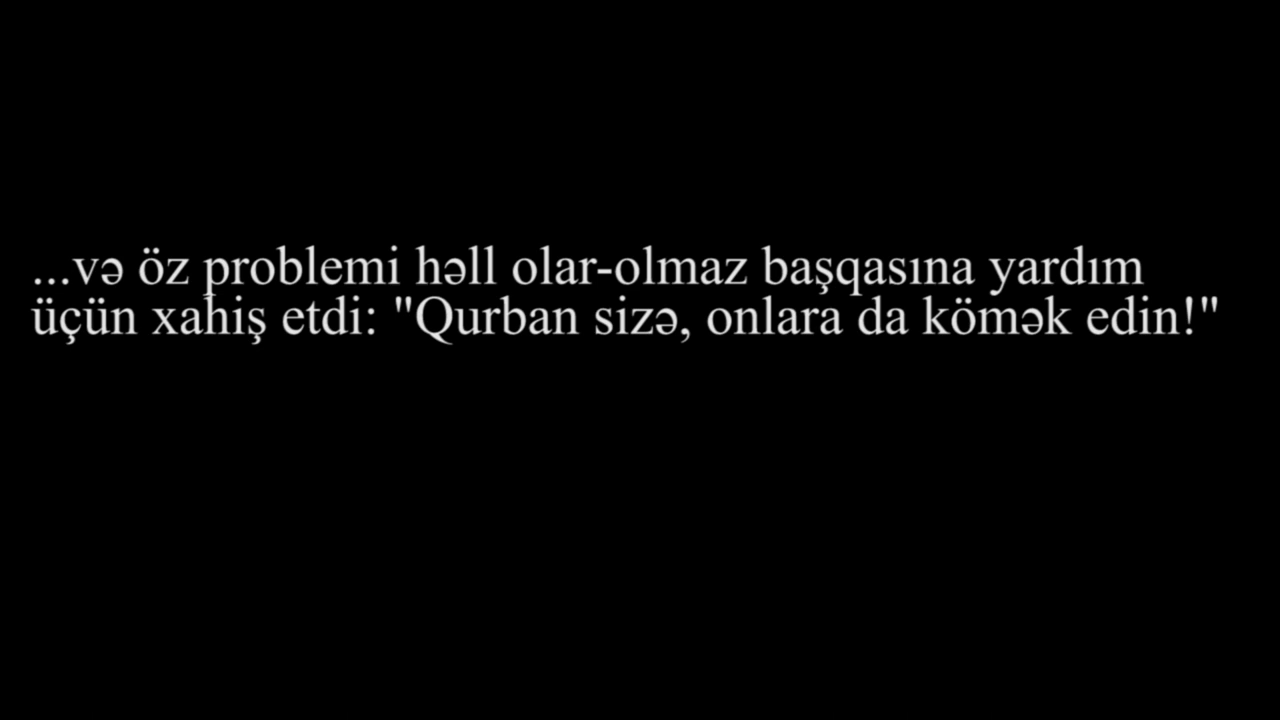 ...və öz problemi həll olar-olmaz başqasına yardım
üçün xahiş etdi: "Qurban sizə, onlara da kömək edin!"